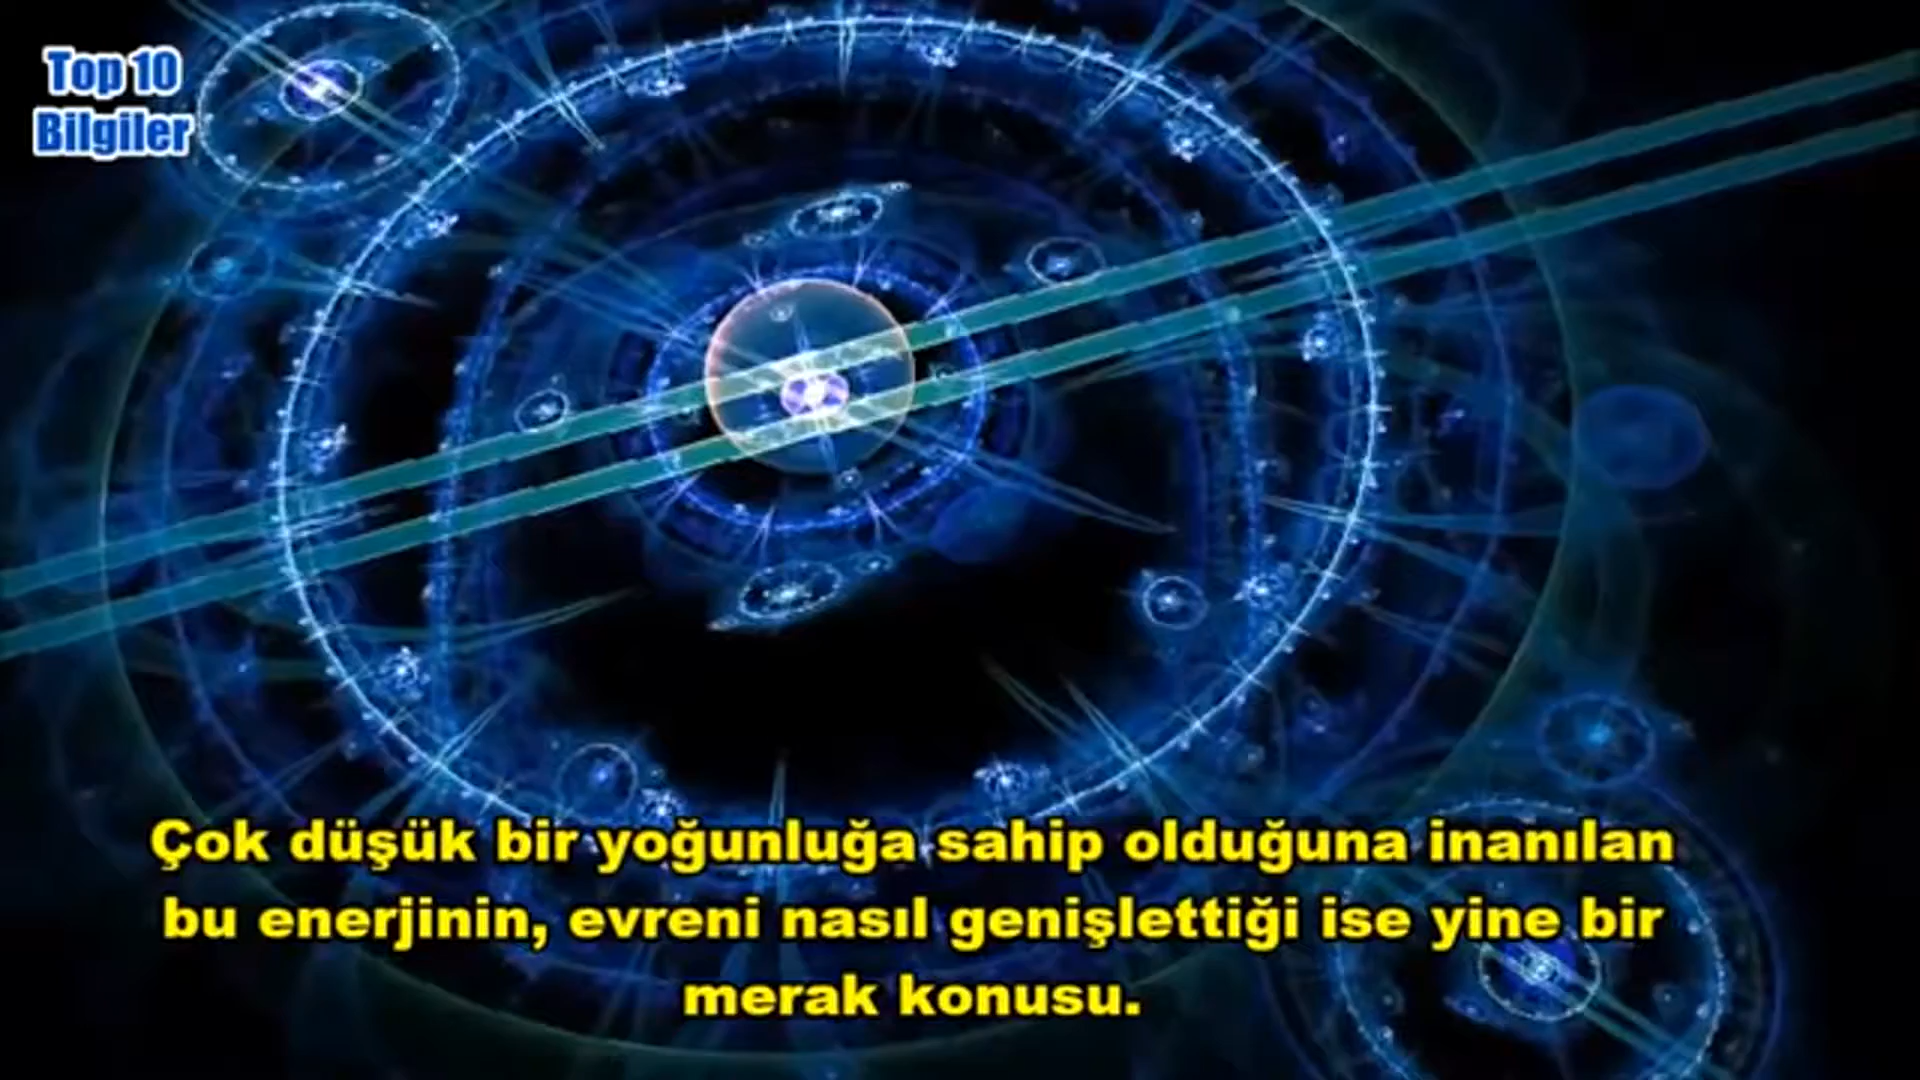 Top 10
Bilgiler
Çok düşük bir yoğunluğa sahip olduğuna inanılan
bu enerjinin, evreni nasıl genişlettiği ise yine bir
merak konusu.